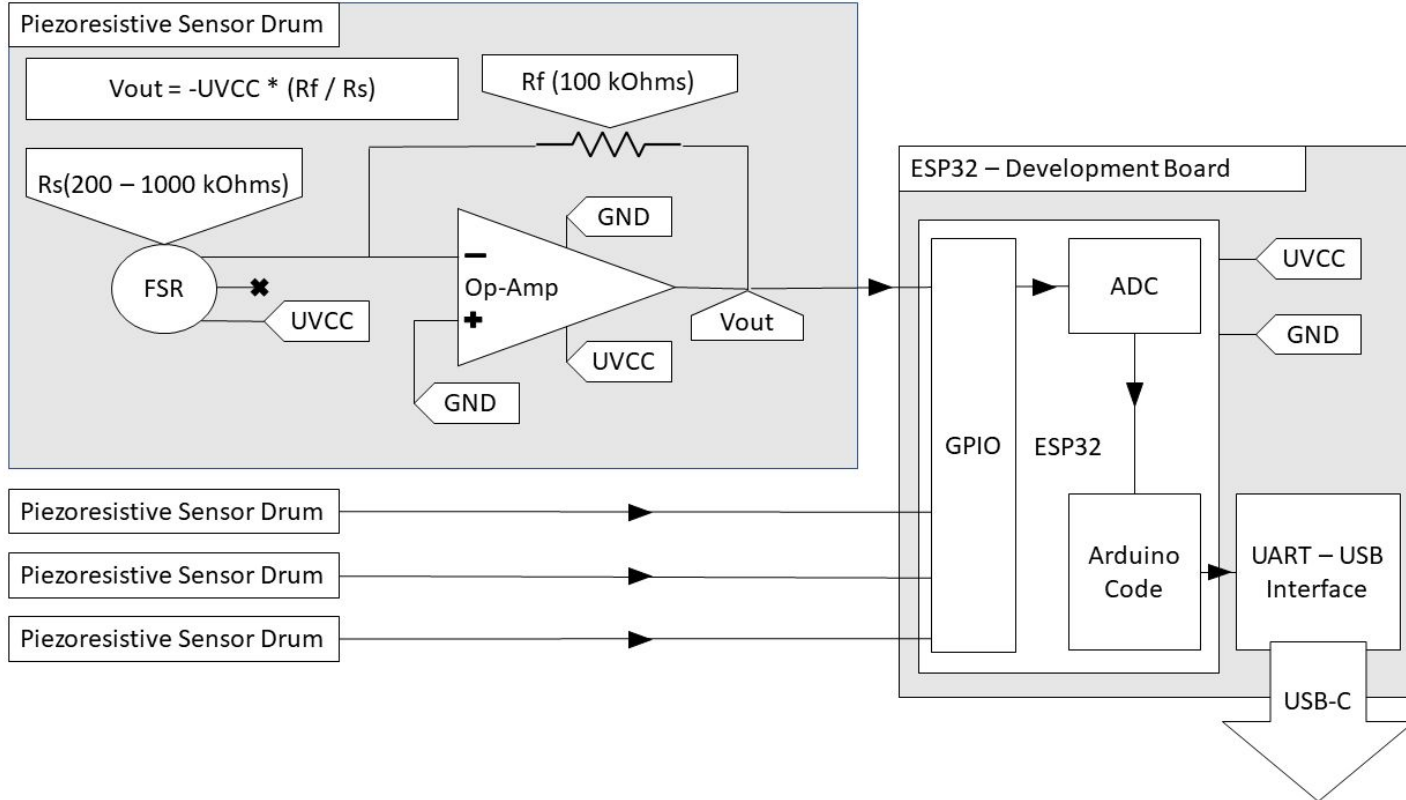 Piezoresistive Sensor Drum
Vout = -UVCC * (Rf / Rs)
Rf (100 kOhms)
Rs(200 – 1000 kOhms)
FSR
UVCC
GND
Op-Amp
UVCC
GND
Vout
Piezoresistive Sensor Drum
Piezoresistive Sensor Drum
Piezoresistive Sensor Drum
ESP32 – Development Board
GPIO
ADC
ESP32
Arduino
Code
UVCC
GND
UART – USB
Interface
USB-C